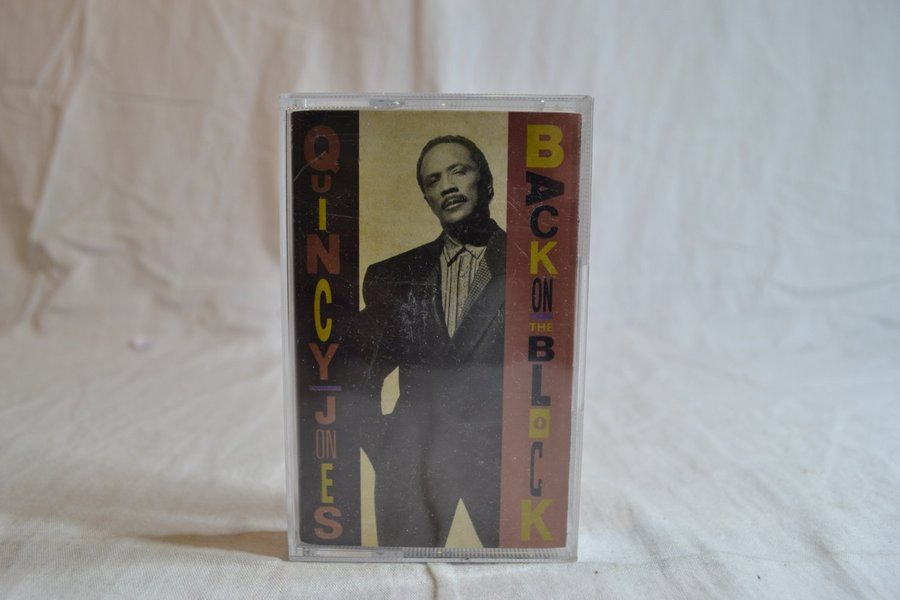 QUINCY
JONES
BACK
ON
THE
BLOCK